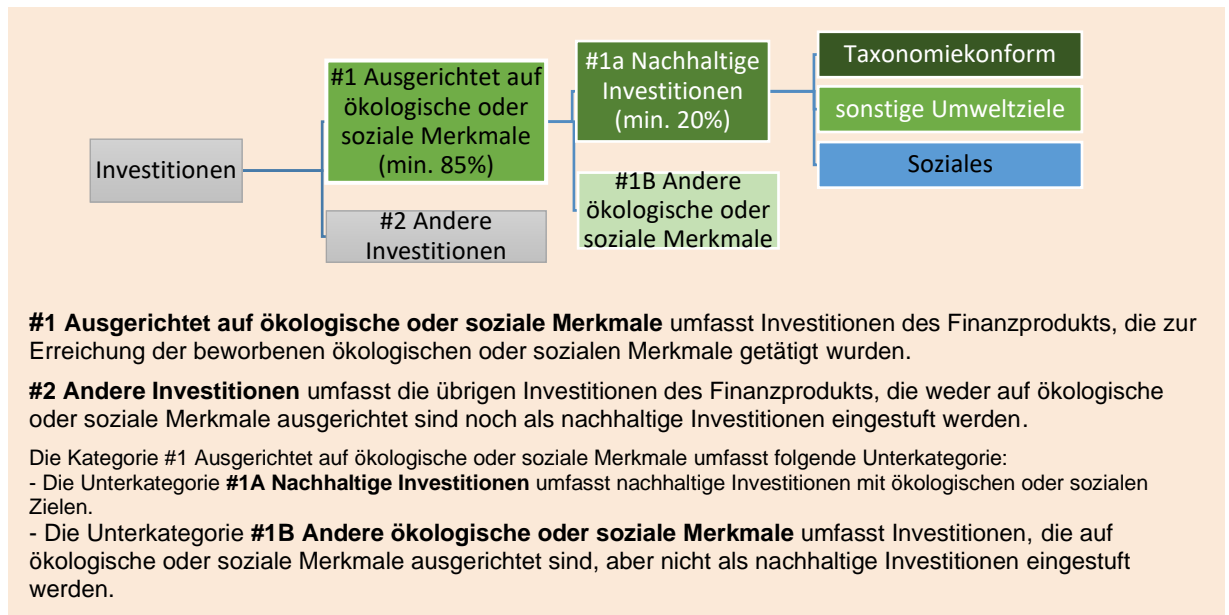 Investitionen
#1 Ausgerichtet auf
ökologische oder
soziale Merkmale
(min. 85%)
#2 Andere
Investitionen
#1a Nachhaltige
Investitionen
(min. 20%)
#1B Andere
ökologische oder
soziale Merkmale
Taxonomiekonform
sonstige Umweltziele
Soziales
#1 Ausgerichtet auf ökologische oder soziale Merkmale umfasst Investitionen des Finanzprodukts, die zur
Erreichung der beworbenen ökologischen oder sozialen Merkmale getätigt wurden.
#2 Andere Investitionen umfasst die übrigen Investitionen des Finanzprodukts, die weder auf ökologische
oder soziale Merkmale ausgerichtet sind noch als nachhaltige Investitionen eingestuft werden.
Die Kategorie #1 Ausgerichtet auf ökologische oder soziale Merkmale umfasst folgende Unterkategorie:
- Die Unterkategorie #1A Nachhaltige Investitionen umfasst nachhaltige Investitionen mit ökologischen oder sozialen
Zielen.
- Die Unterkategorie #1B Andere ökologische oder soziale Merkmale umfasst Investitionen, die auf
ökologische oder soziale Merkmale ausgerichtet sind, aber nicht als nachhaltige Investitionen eingestuft
werden.